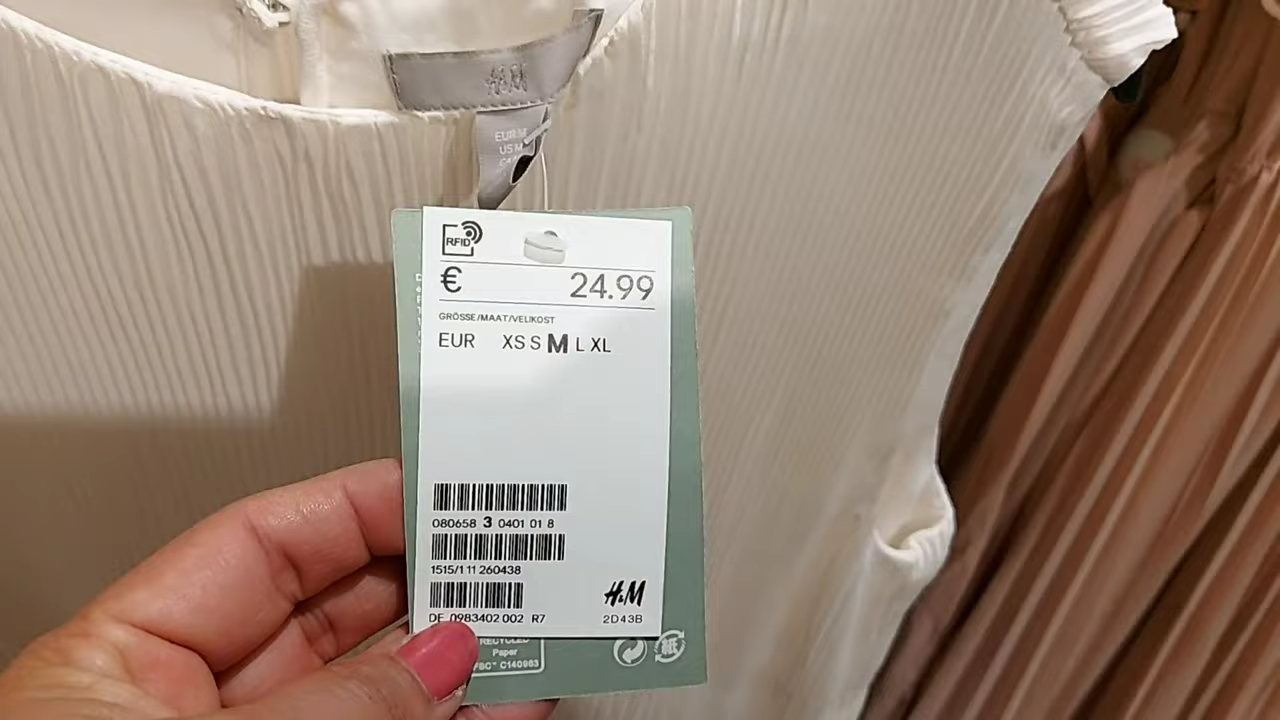 H&M
EUR M
US M
RFID
€ 24.99
GRÖSSE/MAAT/VELIKOST
EUR XS S M L XL
080658 3 0401 01 8
1515/1 11 260438
H&M
DE 0983402 002 R7 2D43B
RECYCLED
Paper
C140983